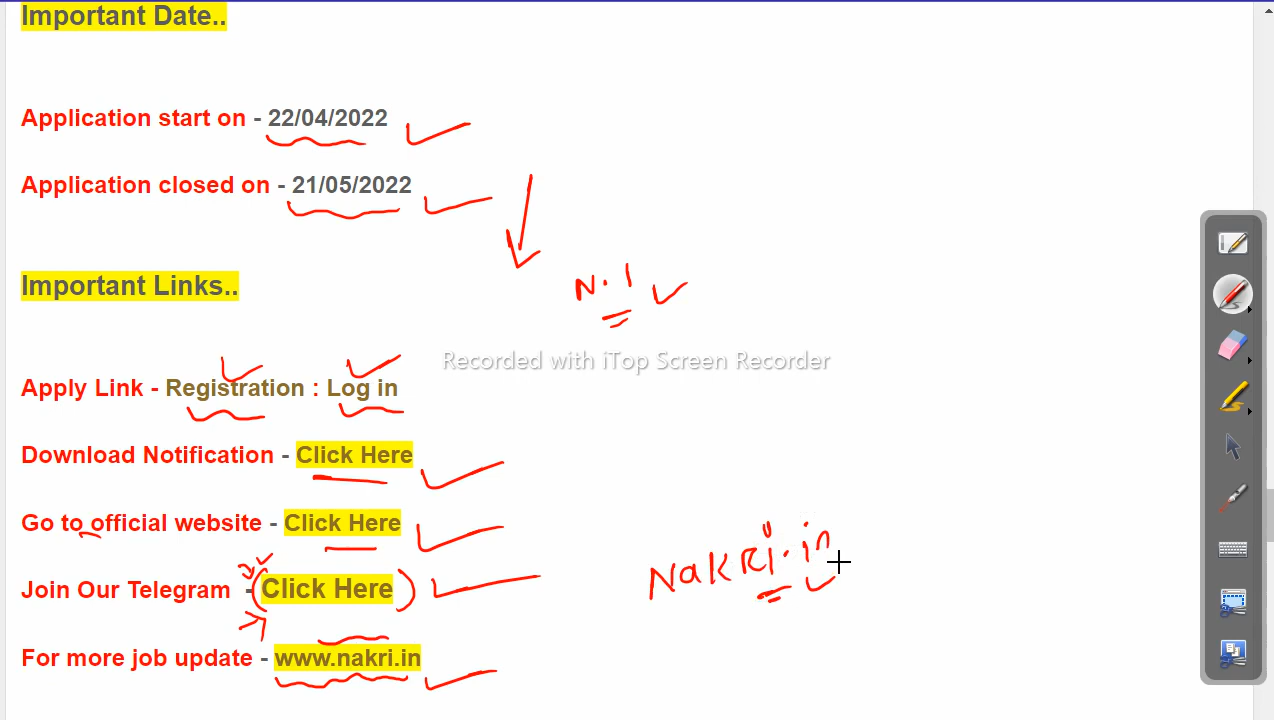 Important Date..
Application start on - 22/04/2022
Application closed on - 21/05/2022
N.1
Important Links..
Recorded with iTop Screen Recorder
Apply Link - Registration : Log in
Download Notification - Click Here
Go to official website - Click Here
NaKRi.in
Join Our Telegram - (Click Here)
For more job update - www.nakri.in